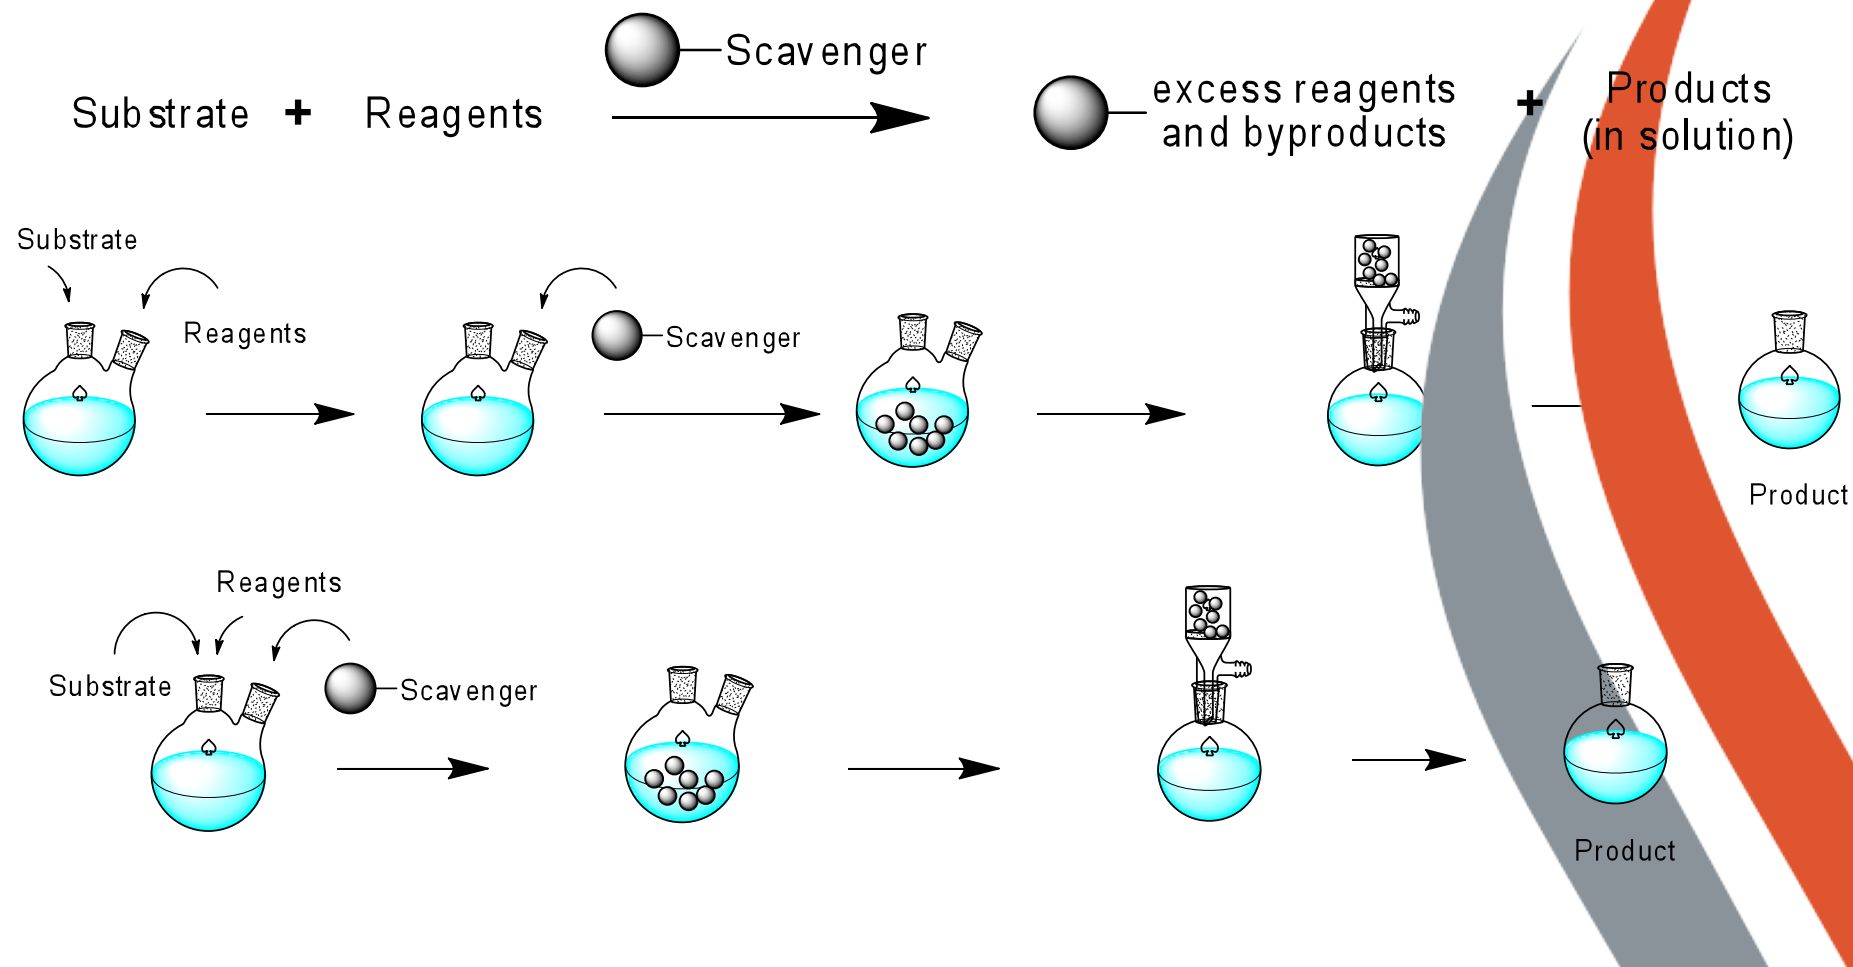 Scavenger
Substrate + Reagents
excess reagents
and byproducts
+ Products
(in solution)
Substrate
Reagents
Scavenger
Product
Reagents
Substrate
Scavenger
Product